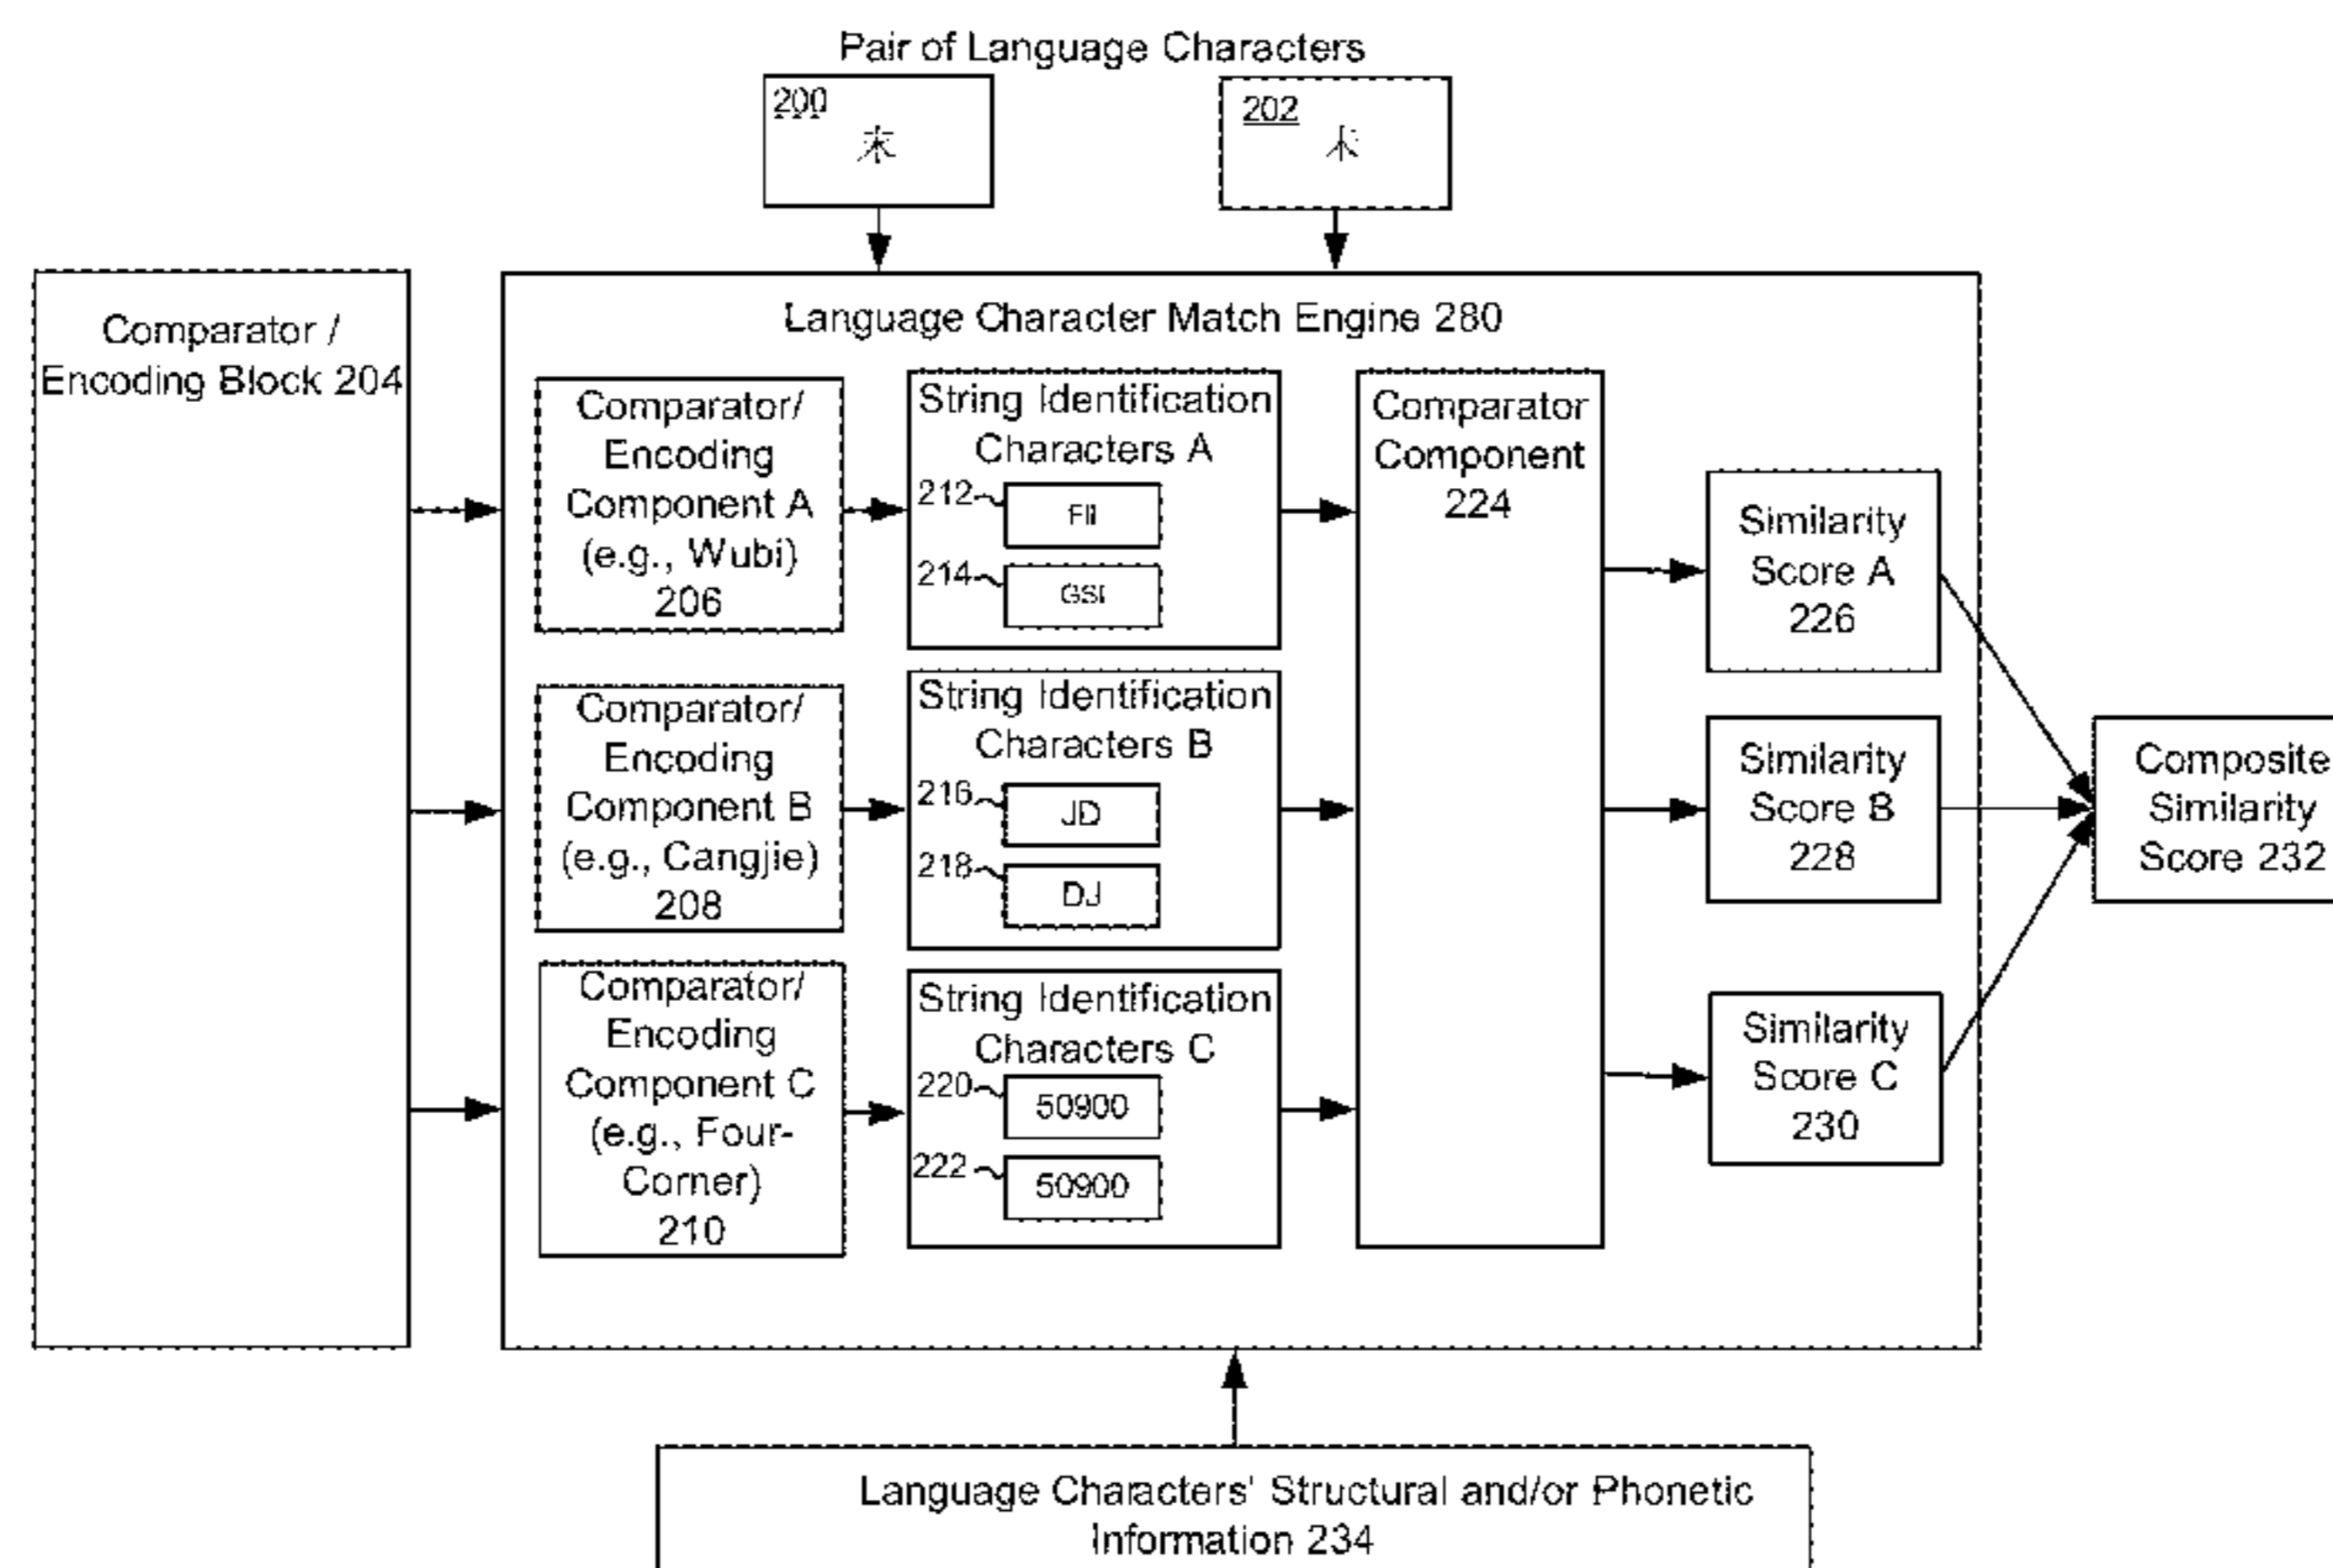 Pair of Language Characters
200
202
Comparator /
Encoding Block 204
Language Character Match Engine 280
Comparator/
Encoding
Component A
(e.g., Wubi)
206
String Identification
Characters A
212
FII
214
GSI
Comparator/
Encoding
Component B
(e.g., Cangjie)
208
String Identification
Characters B
216
JD
218
DJ
Comparator/
Encoding
Component C
(e.g., Four-
Corner)
210
String Identification
Characters C
220
50900
222
50900
Comparator
Component
224
Similarity
Score A
226
Similarity
Score B
228
Similarity
Score C
230
Composite
Similarity
Score 232
Language Characters' Structural and/or Phonetic
Information 234